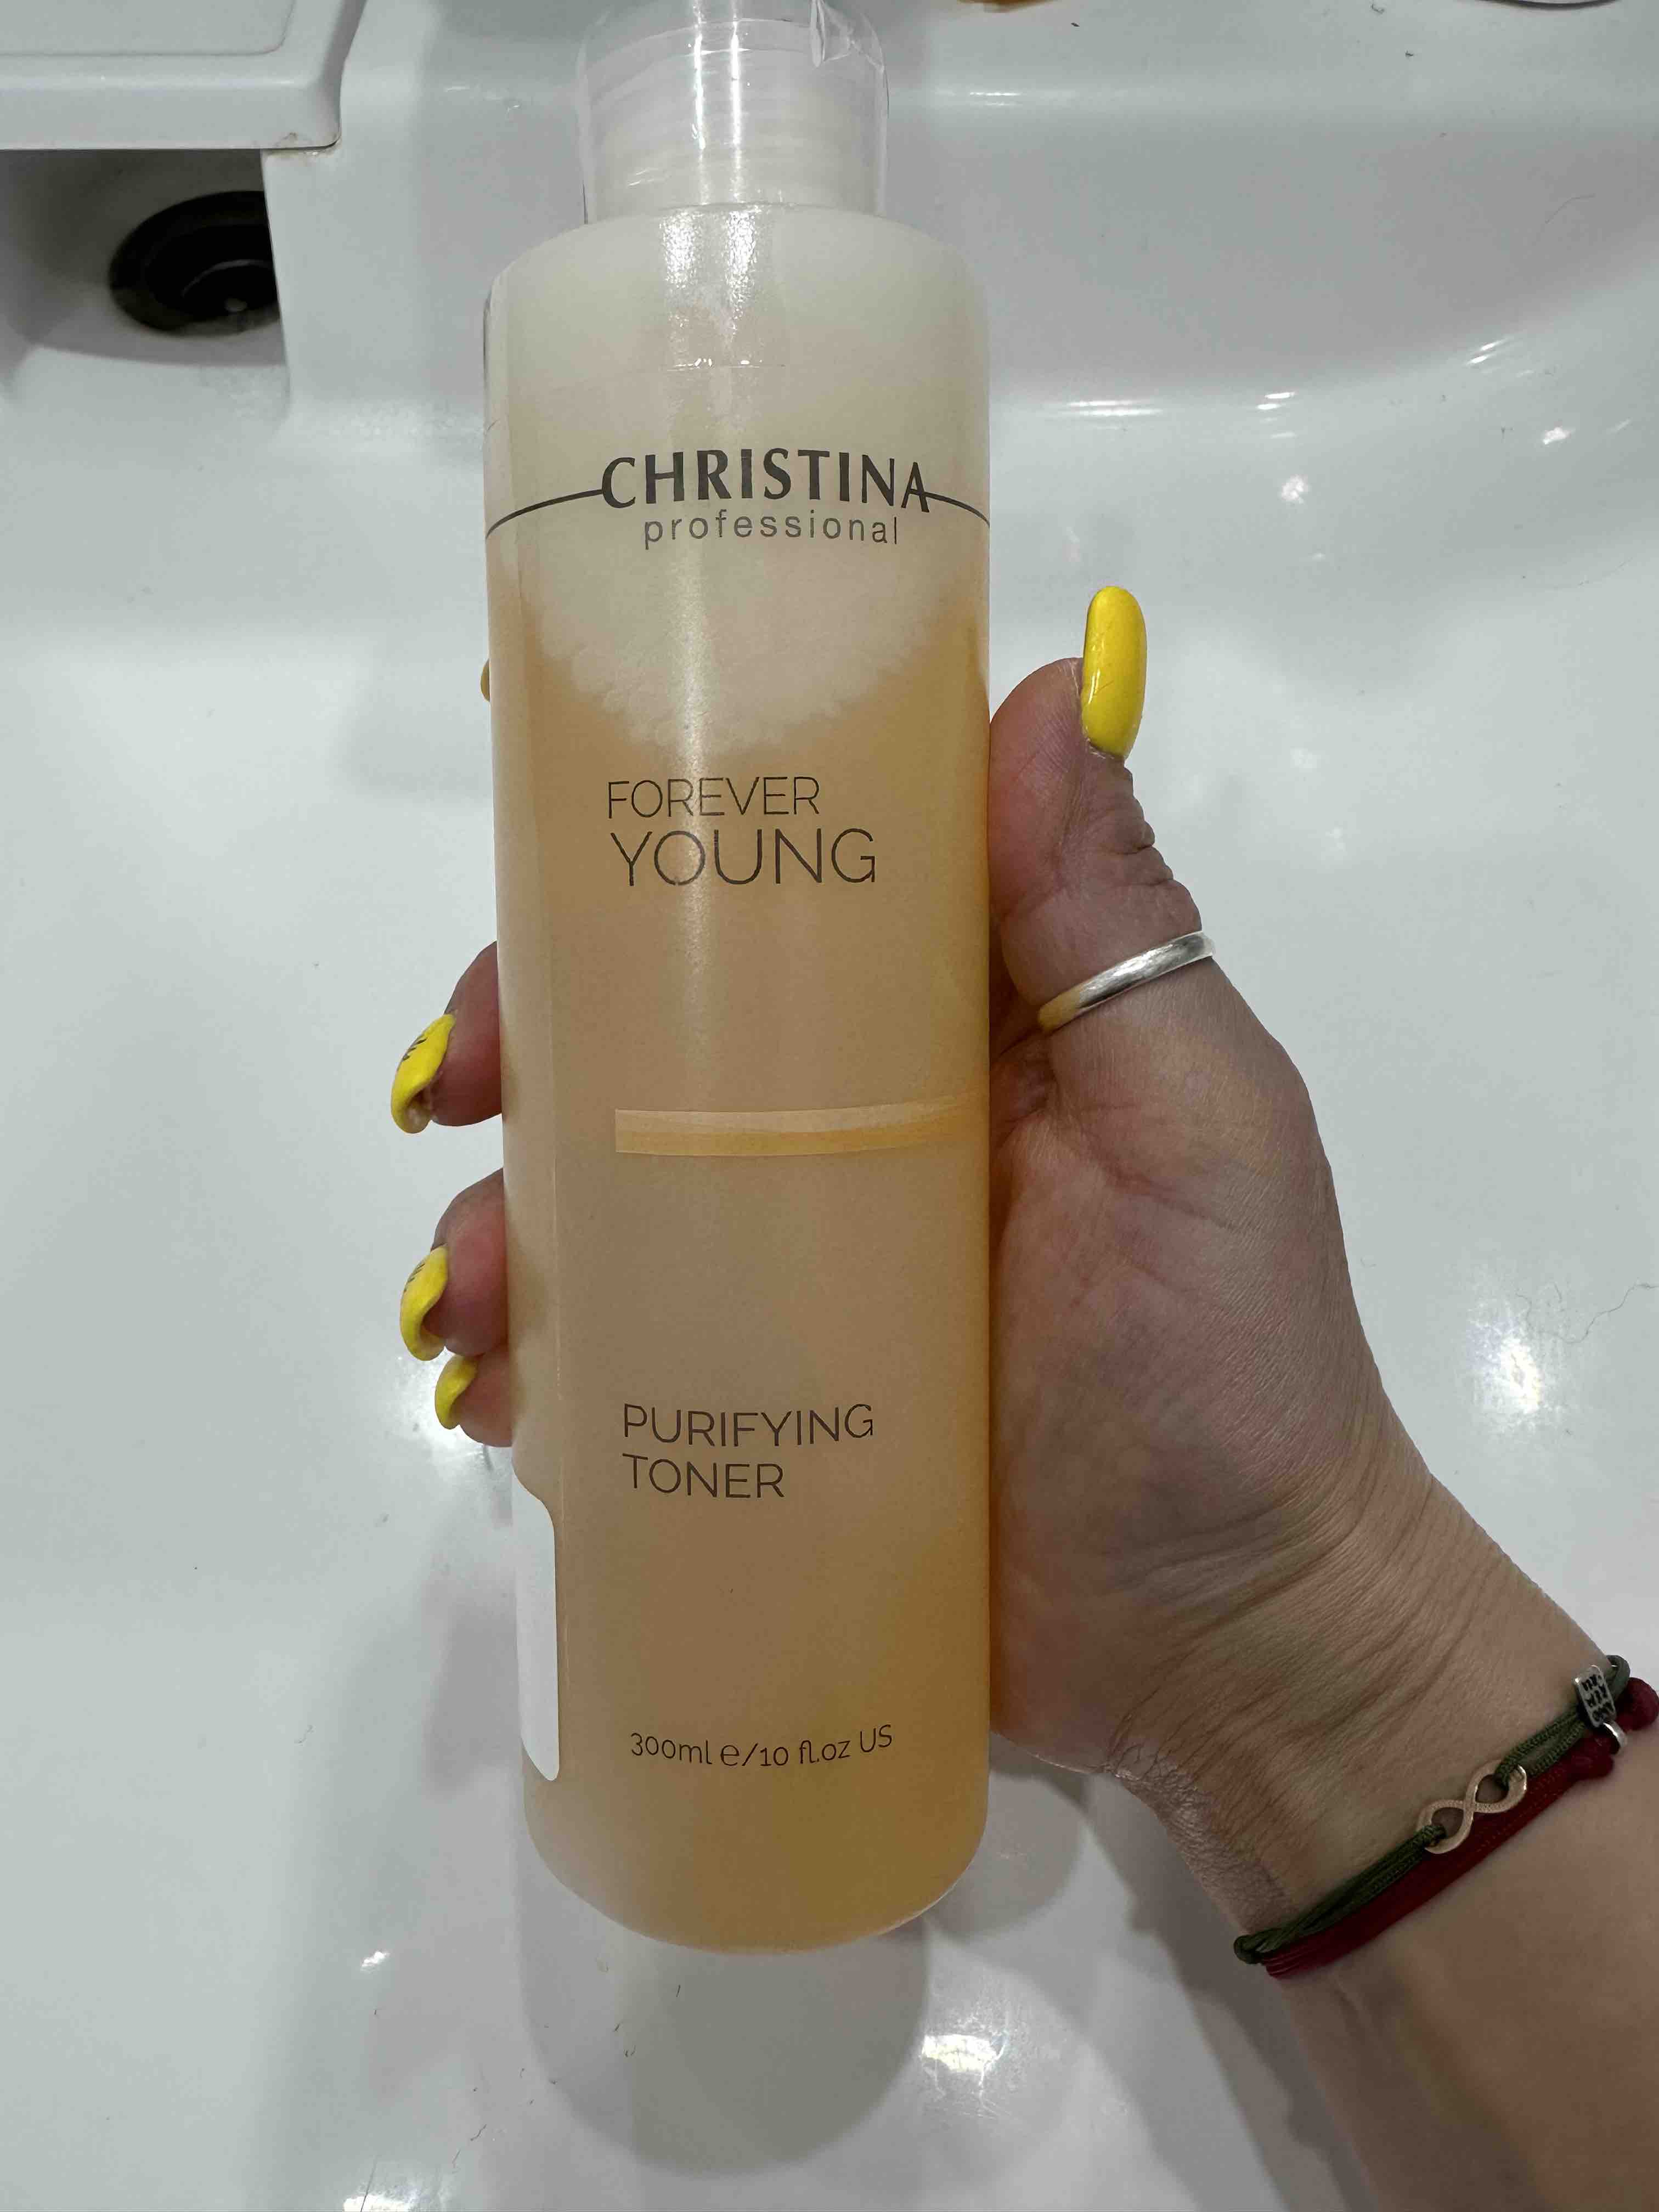 CHRISTINA
professional
FOREVER
YOUNG
PURIFYING
TONER
300ml e/10 fl.oz US